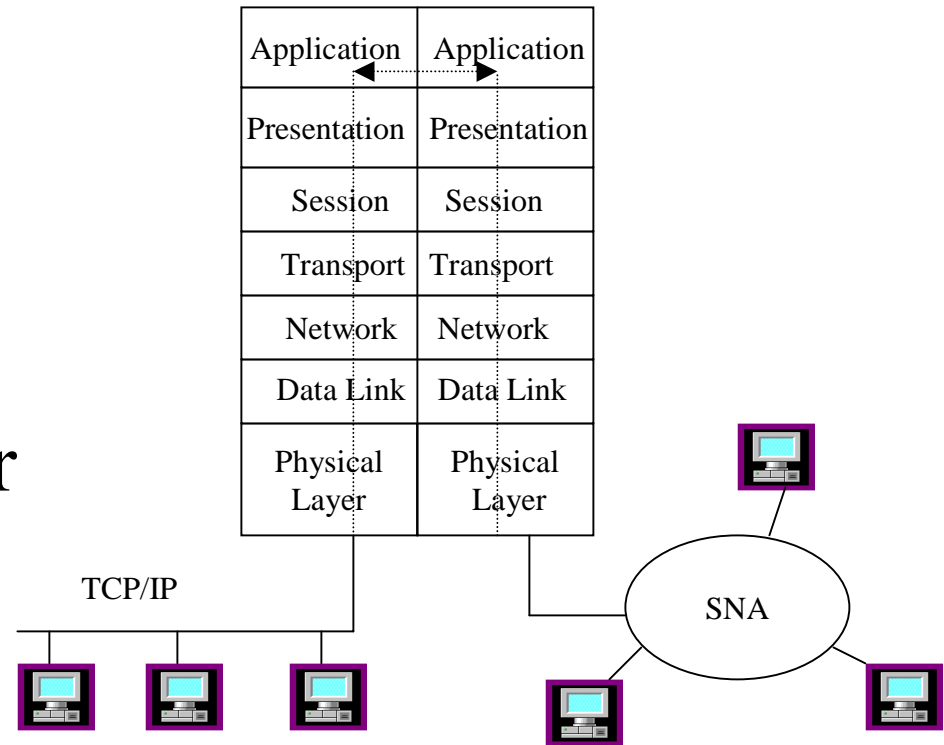 Application Application
Presentation Presentation
Session Session
Transport Transport
Network Network
Data Link Data Link
Physical Layer Physical Layer
r
TCP/IP
SNA